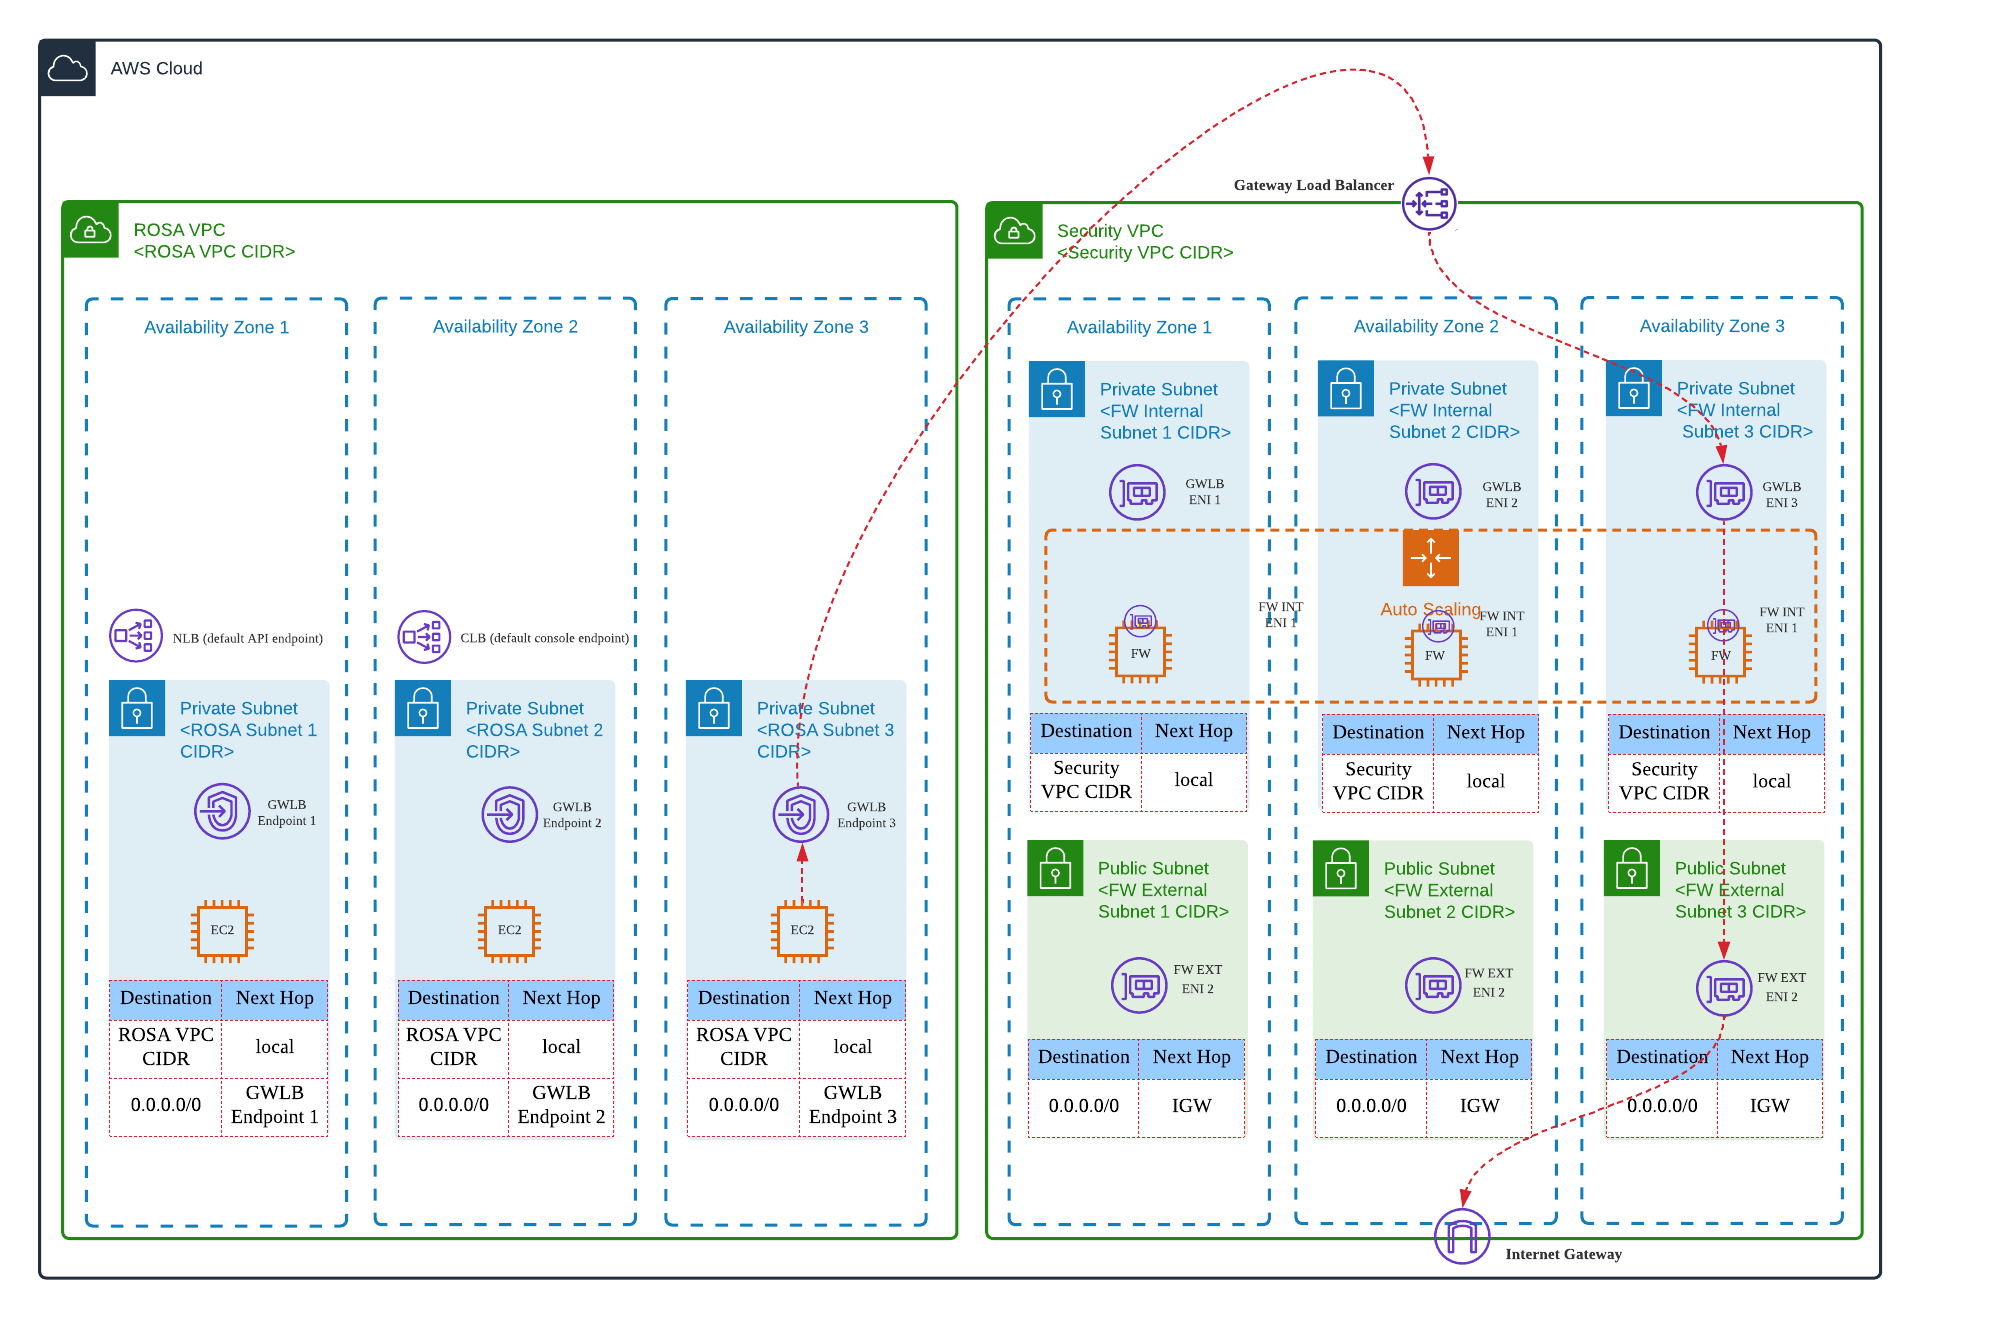 AWS Cloud
Gateway Load Balancer
ROSA VPC
<ROSA VPC CIDR>
Availability Zone 1
NLB (default API endpoint)
Private Subnet
<ROSA Subnet 1
CIDR>
GWLB
Endpoint 1
EC2
Destination Next Hop
ROSA VPC
CIDR
local
0.0.0.0/0
GWLB
Endpoint 1
Availability Zone 2
CLB (default console endpoint)
Private Subnet
<ROSA Subnet 2
CIDR>
GWLB
Endpoint 2
EC2
Destination Next Hop
ROSA VPC
CIDR
local
0.0.0.0/0
GWLB
Endpoint 2
Availability Zone 3
Private Subnet
<ROSA Subnet 3
CIDR>
GWLB
Endpoint 3
EC2
Destination Next Hop
ROSA VPC
CIDR
local
0.0.0.0/0
GWLB
Endpoint 3
Security VPC
<Security VPC CIDR>
Availability Zone 1
Private Subnet
<FW Internal
Subnet 1 CIDR>
GWLB
ENI 1
FW INT
ENI 1
FW
Destination Next Hop
Security
VPC CIDR
local
Public Subnet
<FW External
Subnet 1 CIDR>
FW EXT
ENI 2
Destination Next Hop
0.0.0.0/0 IGW
Availability Zone 2
Private Subnet
<FW Internal
Subnet 2 CIDR>
GWLB
ENI 2
Auto Scaling
FW INT
ENI 1
FW
Destination Next Hop
Security
VPC CIDR
local
Public Subnet
<FW External
Subnet 2 CIDR>
FW EXT
ENI 2
Destination Next Hop
0.0.0.0/0 IGW
Availability Zone 3
Private Subnet
<FW Internal
Subnet 3 CIDR>
GWLB
ENI 3
FW INT
ENI 1
FW
Destination Next Hop
Security
VPC CIDR
local
Public Subnet
<FW External
Subnet 3 CIDR>
FW EXT
ENI 2
Destination Next Hop
0.0.0.0/0 IGW
Internet Gateway